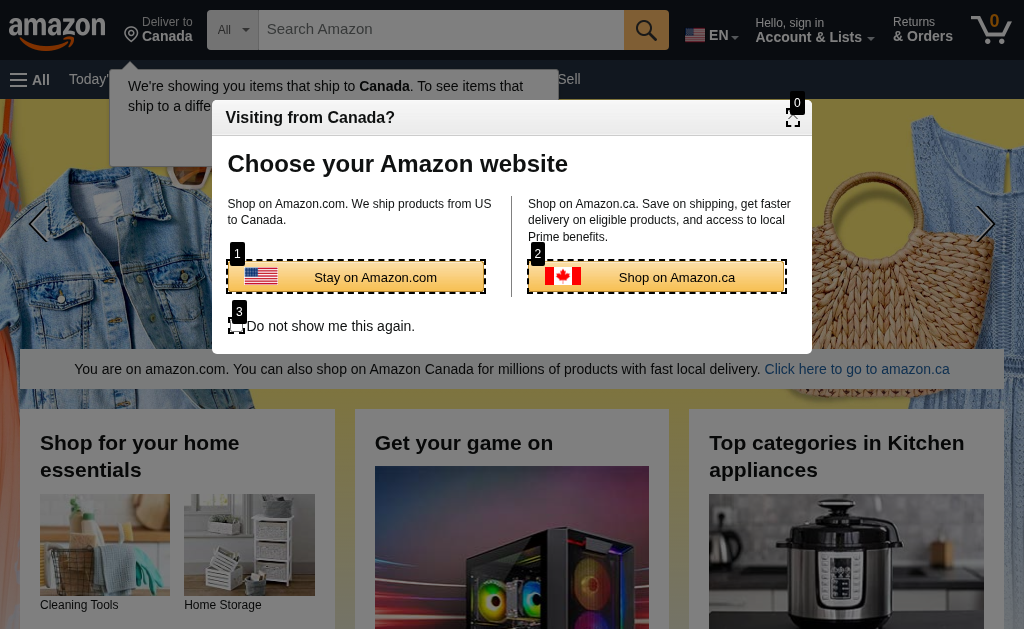 amazon
Deliver to
Canada
All
Search Amazon
EN
Hello, sign in
Account & Lists
Returns
& Orders
0
All
Today'
Sell
We're showing you items that ship to Canada. To see items that
ship to a diffe
0
Visiting from Canada?
Choose your Amazon website
Shop on Amazon.com. We ship products from US
to Canada.
Shop on Amazon.ca. Save on shipping, get faster
delivery on eligible products, and access to local
Prime benefits.
1
Stay on Amazon.com
2
Shop on Amazon.ca
3
Do not show me this again.
You are on amazon.com. You can also shop on Amazon Canada for millions of products with fast local delivery. Click here to go to amazon.ca
Shop for your home
essentials
Cleaning Tools
Home Storage
Get your game on
Top categories in Kitchen
appliances